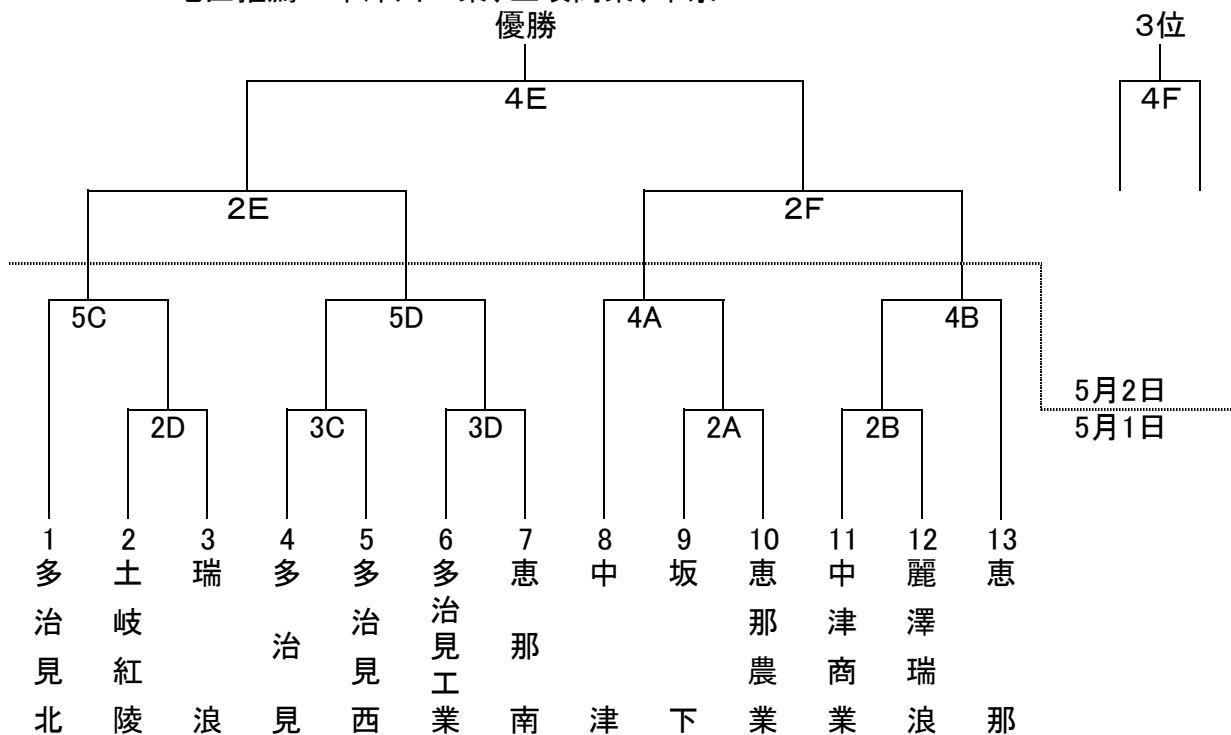 優勝
3位
4E
4F
2E
2F
5C
5D
4A
4B
5月2日
2D
3C
3D
2A
2B
5月1日
1
2
3
4
5
6
7
8
9
10
11
12
13
多治見北
土岐紅陵
瑞浪
多治見
多治見西
多治見工業
恵那南
中津
坂下
恵那農業
中津商業
麗澤瑞浪
恵那